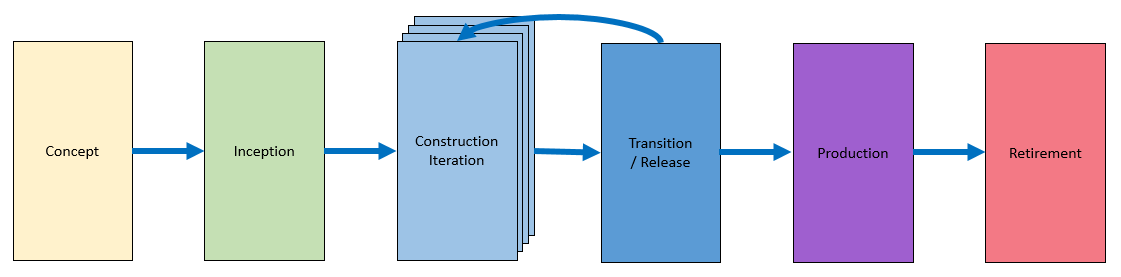 Concept
Inception
Construction
Iteration
Transition
/ Release
Production
Retirement